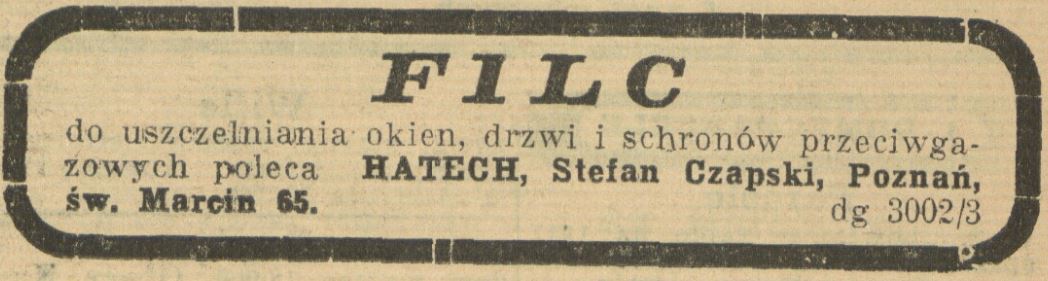 FILC
do uszczelniania okien, drzwi i schronów przeciwga-
zowych poleca HATECH, Stefan Czapski, Poznań,
św. Marcin 65.
dg 3002/3